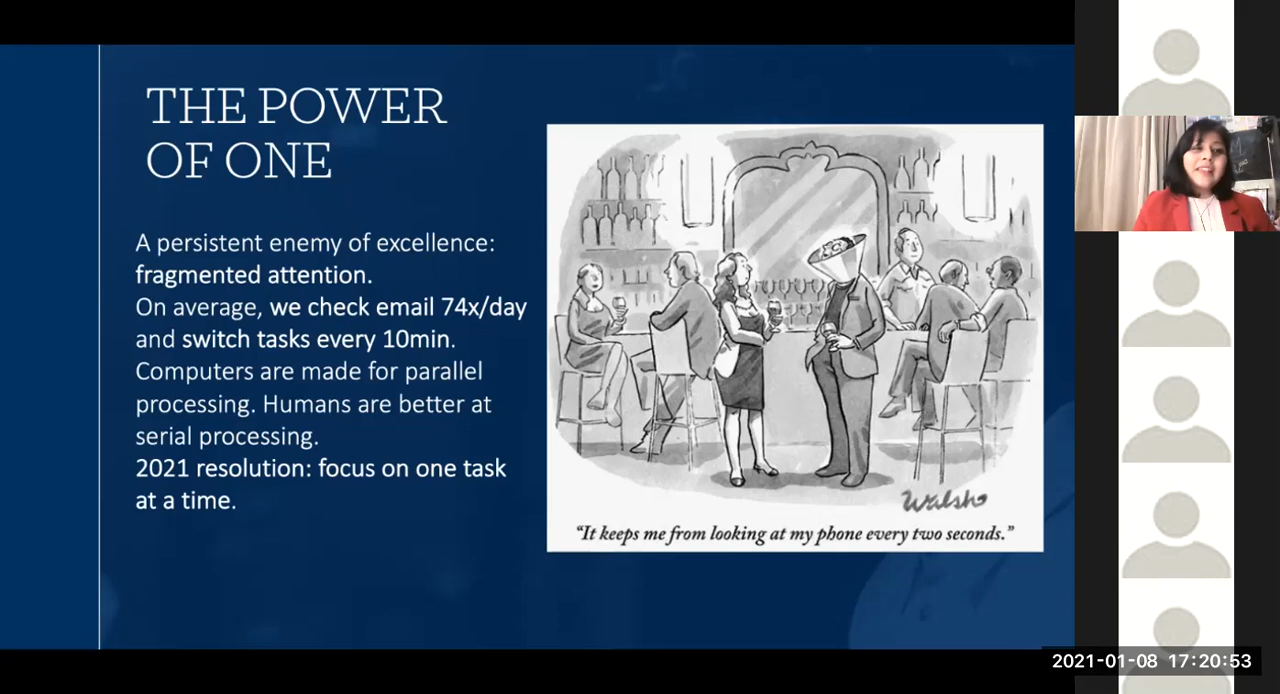 THE POWER
OF ONE
A persistent enemy of excellence:
fragmented attention.
On average, we check email 74x/day
and switch tasks every 10min.
Computers are made for parallel
processing. Humans are better at
serial processing.
2021 resolution: focus on one task
at a time.
Walsh
“It keeps me from looking at my phone every two seconds.”
2021-01-08 17:20:53